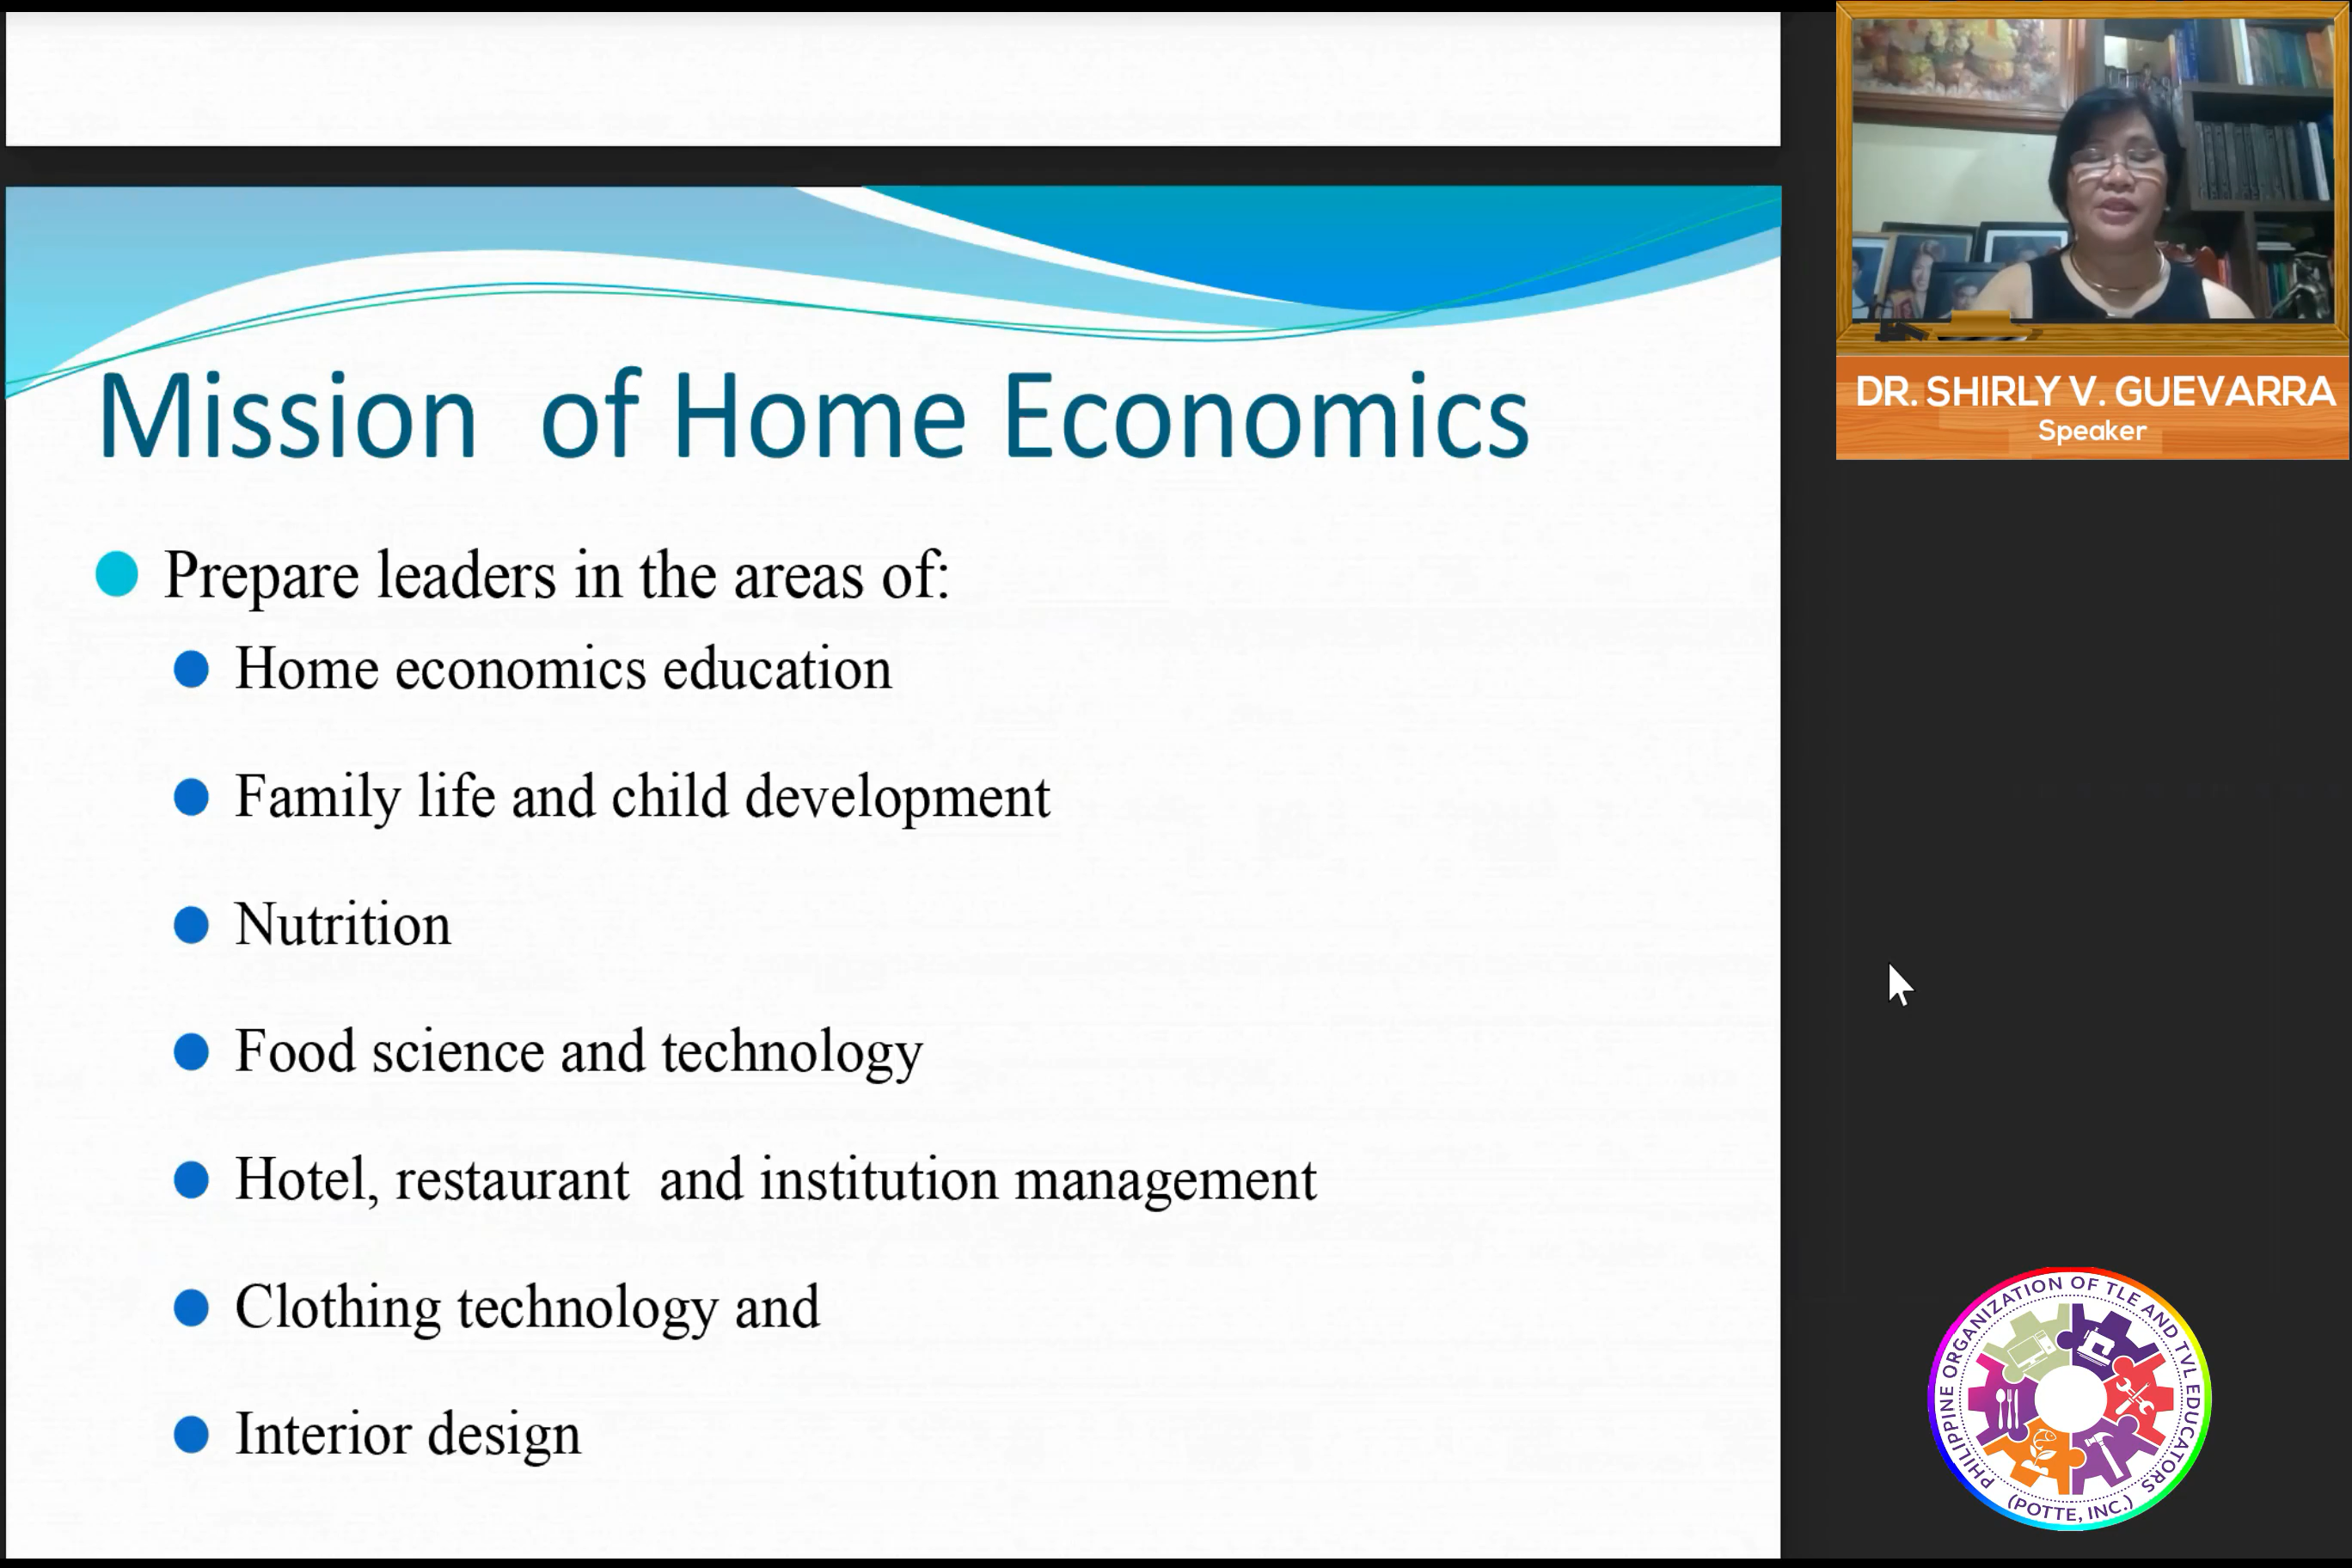 Mission of Home Economics
Prepare leaders in the areas of:
Home economics education
Family life and child development
Nutrition
Food science and technology
Hotel, restaurant and institution management
Clothing technology and
Interior design
DR. SHIRLY V. GUEVARRA
Speaker
PHILIPPINE ORGANIZATION OF TLE AND TVL EDUCATORS
(POTTE, INC.)